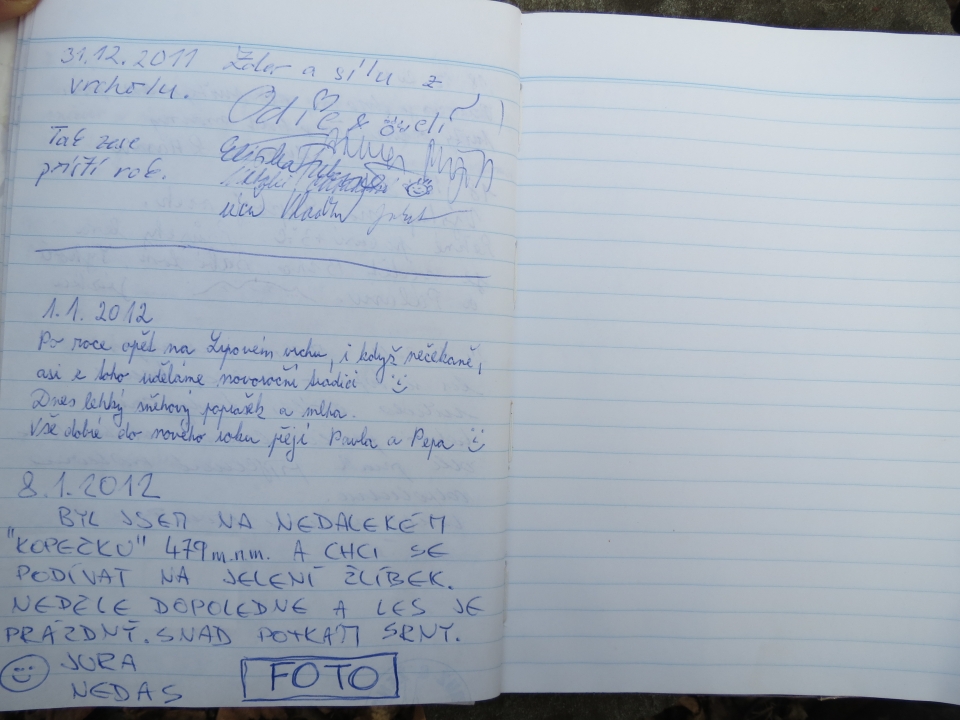 31.12.2011 Zdar a sílu z
vrcholu.
Tak zase
příští rok.
1.1.2012
Po roce opět na Lipovém vrchu, i když nečekaně,
asi z toho uděláme novoroční tradici
Dnes lehký sněhový poprašek a mlha.
Vše dobré do nového roku přejí Pavla a Pepa
8.1.2012
BYL JSEM NA NEDALEKÉM
"KOPEČKU" 479 m.n.m. A CHCI SE
PODÍVAT NA JELENÍ ŽLÍBEK.
NEDĚLE DOPOLEDNE A LES JE
PRÁZDNÝ. SNAD POTKÁM SRNY.
JURA
NEDAS
FOTO